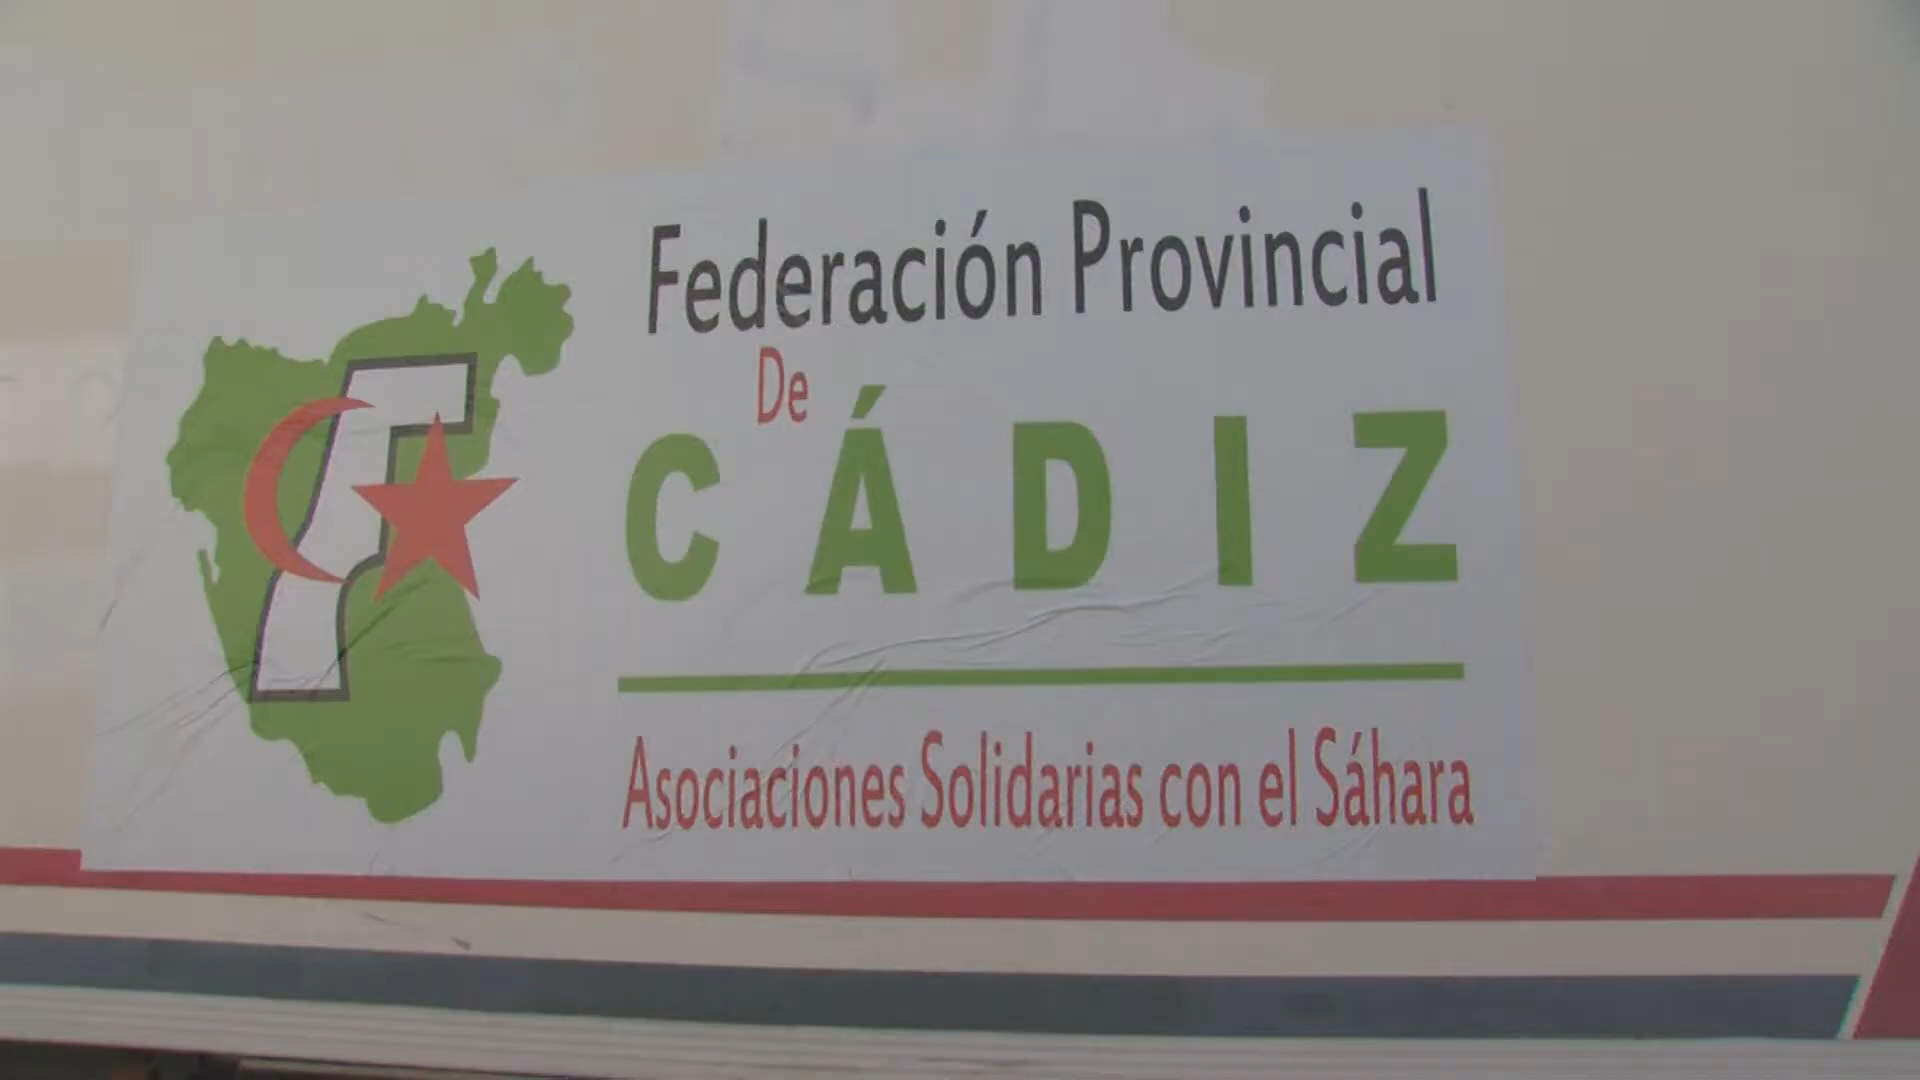 Federación Provincial
De
CÁDIZ
Asociaciones Solidarias con el Sáhara